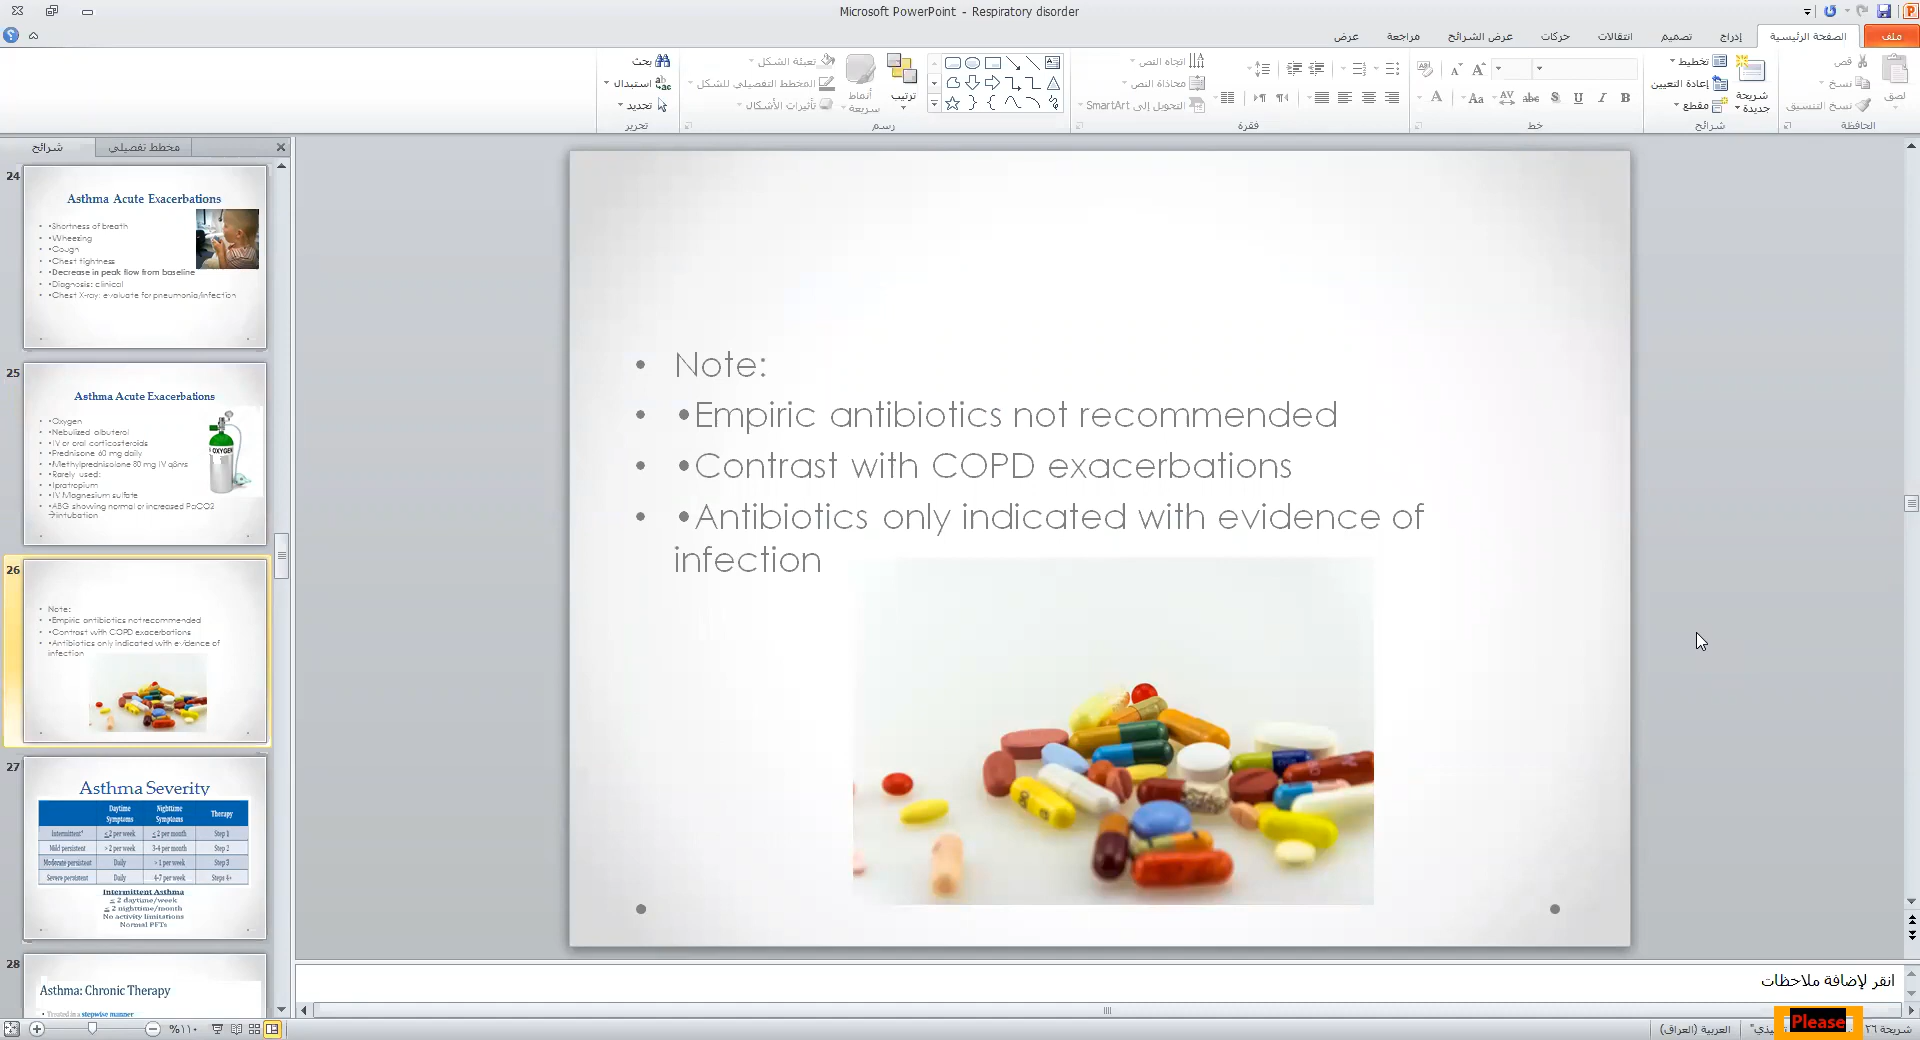 Microsoft PowerPoint - Respiratory disorder
ملف
الصفحة الرئيسية
إدراج
تصميم
انتقالات
حركات
عرض الشرائح
مراجعة
عرض
لصق
قص
نسخ
نسخ التنسيق
الحافظة
شريحة جديدة
تخطيط
إعادة التعيين
مقطع
شرائح
خط
اتجاه النص
محاذاة النص
التحويل إلى SmartArt
فقرة
ترتيب
أنماط سريعة
تعبئة الشكل
المخطط التفصيلي للشكل
تأثيرات الأشكال
رسم
بحث
استبدال
تحديد
تحرير
شرائح
مخطط تفصيلي
24
Asthma Acute Exacerbations
•Shortness of breath
•Wheezing
•Cough
•Chest tightness
•Decrease in peak flow from baseline
•Diagnosis: clinical
•Chest X-ray: evaluate for pneumonia/infection
25
Asthma Acute Exacerbations
•Oxygen
•Nebulized albuterol
•IV or oral corticosteroids
•Prednisone 60 mg daily
•Methylprednisolone 80 mg IV q8hrs
•Rarely used:
•Ipratropium
•IV Magnesium sulfate
•ABG showing normal or increased PaCO2
→intubation
OXYGEN
26
Note:
•Empiric antibiotics not recommended
•Contrast with COPD exacerbations
•Antibiotics only indicated with evidence of
infection
27
Asthma Severity
Daytime Symptoms
Nighttime Symptoms
Therapy
Intermittent*
≤ 2 per week
≤ 2 per month
Step 1
Mild persistent
> 2 per week
3-4 per month
Step 2
Moderate persistent
Daily
> 1 per week
Step 3
Severe persistent
Daily
4-7 per week
Steps 4+
Intermittent Asthma
≤ 2 daytime/week
≤ 2 nighttime/month
No activity limitations
Normal PFTs
28
Asthma: Chronic Therapy
• Treated in a stepwise manner
• Note:
• •Empiric antibiotics not recommended
• •Contrast with COPD exacerbations
• •Antibiotics only indicated with evidence of
infection
انقر لإضافة ملاحظات
شريحة ٢٦
Please
العربية (العراق)
%١١٠